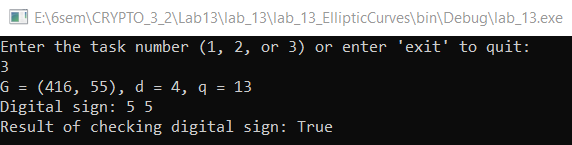 E:\6sem\CRYPTO_3_2\Lab13\lab_13\lab_13_EllipticCurves\bin\Debug\lab_13.exe
Enter the task number (1, 2, or 3) or enter 'exit' to quit:
3
G = (416, 55), d = 4, q = 13
Digital sign: 5 5
Result of checking digital sign: True